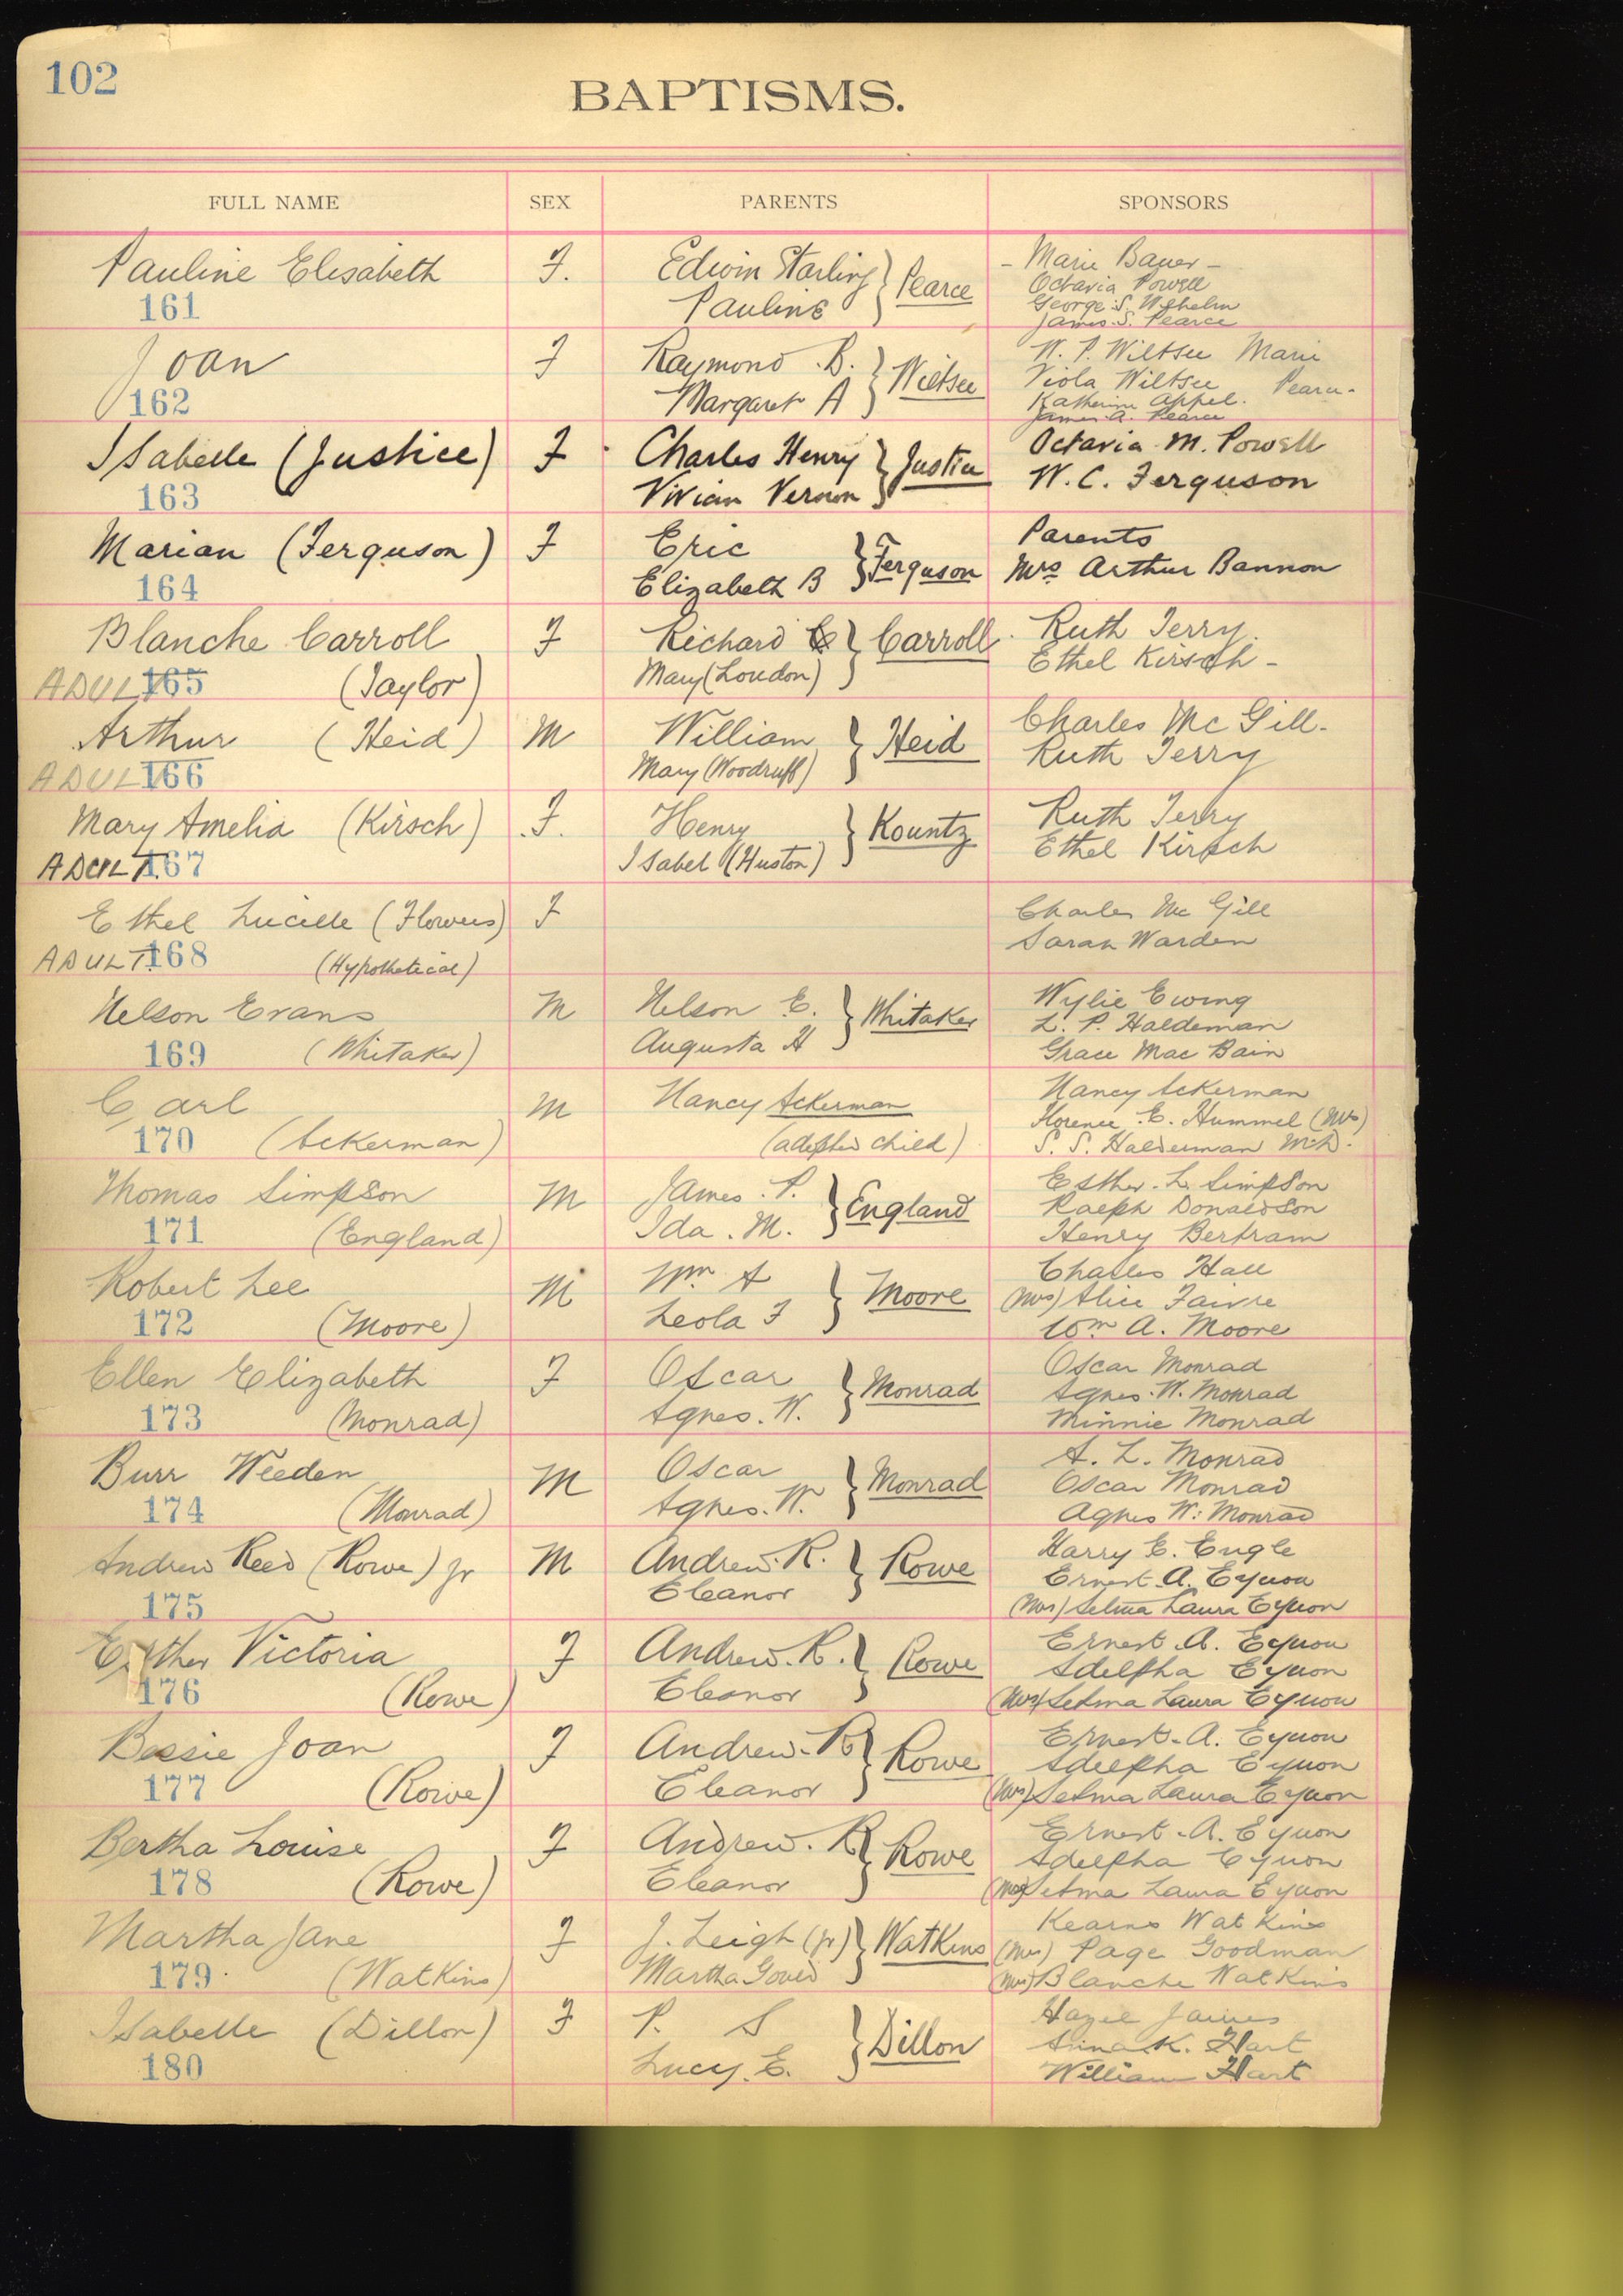 102
BAPTISMS.
FULL NAME SEX PARENTS SPONSORS
Pauline Elisabeth F. Edwin Starling } Pearce - Marie Bauer -
161 Pauline Octavia Powell
George S. Wilhelm
James S. Pearce
Joan F Raymond B. } Wiltsee W. P. Wiltsee Marie
162 Margaret A Viola Wiltsee Pearce
Katherine Appel.
James A. Pearce
Isabelle (Justice) F Charles Henry } Justice Octavia M. Powell
163 Vivian Vernon W. C. Ferguson
Marian (Ferguson) F Eric } Ferguson Parents
164 Elizabeth B Mrs Arthur Bannon
Blanche Carroll F Richard } Carroll Ruth Terry.
ADULT 165 (Taylor) Mary (Loudon) Ethel Kirsch -
Arthur (Heid) M William } Heid Charles McGill.
ADULT 166 Mary (Woodruff) Ruth Terry
Mary Amelia (Kirsch) F. Henry } Kountz Ruth Terry
ADULT. 167 Isabel (Huston) Ethel Kirsch
Ethel Lucille (Flowers) F Charles McGill
ADULT. 168 (Hypothetical) Sarah Warden
Nelson Evans M Nelson E. } Whitaker Wylie Ewing
169 (Whitaker) Augusta H L. P. Haldeman
Grace MacBain
Carl M Nancy Ackerman Nancy Ackerman
170 (Ackerman) (adopted child) Florence E. Hummel (Mrs)
S. S. Halderman M.D.
Thomas Simpson M James P. } England Esther L. Simpson
171 (England) Ida. M. Ralph Donaldson
Henry Bertram
Robert Lee M Wm A } Moore Charles Hall
172 (Moore) Leola F (Mrs) Alice Faivre
Wm A. Moore
Ellen Elizabeth F Oscar } Monrad Oscar Monrad
173 (Monrad) Agnes. W. Agnes. W. Monrad
Minnie Monrad
Burr Weeden M Oscar } Monrad A. L. Monrad
174 (Monrad) Agnes. W. Oscar Monrad
Agnes W. Monrad
Andrew Reed (Rowe) Jr M Andrew. R. } Rowe Harry E. Engle
175 Eleanor Ernest A. Eynon
(Mrs) Selma Laura Eynon
Esther Victoria F Andrew. R. } Rowe Ernest A. Eynon
176 (Rowe) Eleanor Adelpha Eynon
(Mrs) Selma Laura Eynon
Bessie Joan F Andrew. R } Rowe Ernest. A. Eynon
177 (Rowe) Eleanor Adelpha Eynon
(Mrs) Selma Laura Eynon
Bertha Louise F Andrew. R } Rowe Ernest. A. Eynon
178 (Rowe) Eleanor Adelpha Eynon
(Mrs) Selma Laura Eynon
Martha Jane F J. Leigh (Jr) } Watkins Kearns Watkins
179. (Watkins) Martha (Mrs) Page Goodman
(Mrs) Blanche Watkins
Isabelle (Dillon) F P. S } Dillon Hazel James
180 Lucy. E. Anna K. Hart
William Hart